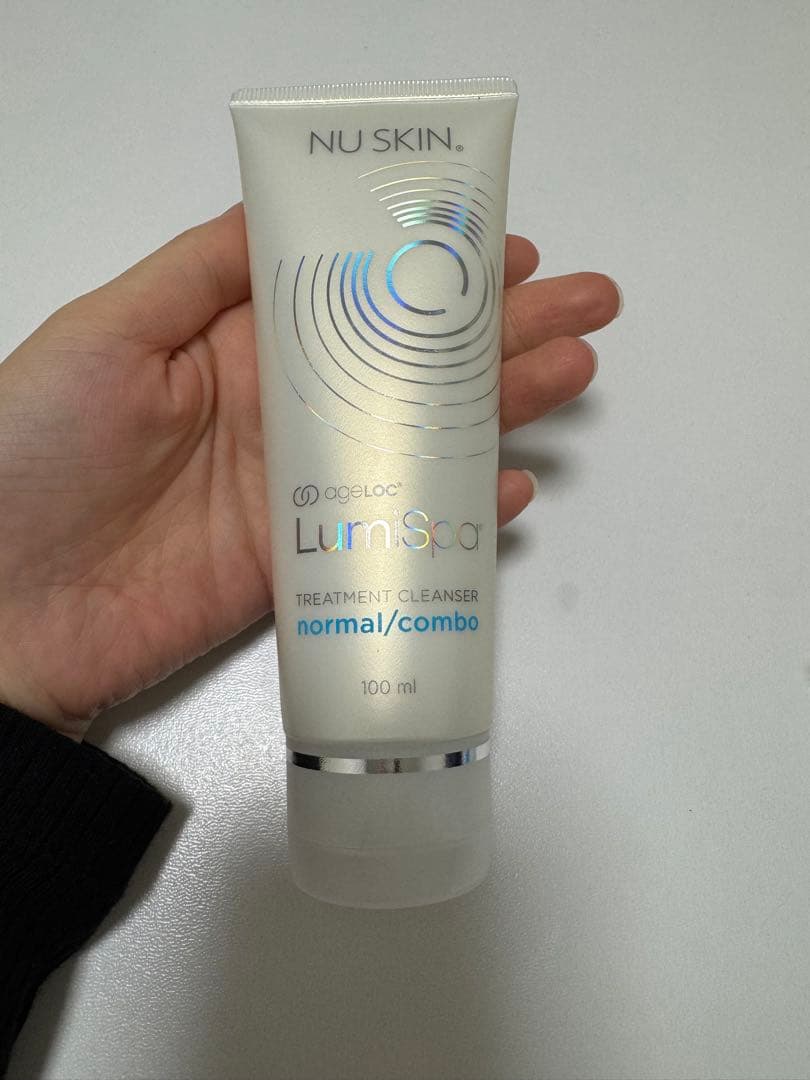 NU SKIN®
ageLOC®
LumiSpa®
TREATMENT CLEANSER
normal/combo
100 ml